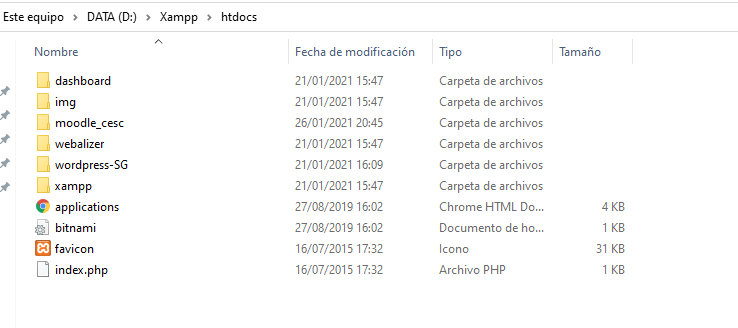 Este equipo > DATA (D:) > Xampp > htdocs
Nombre Fecha de modificación Tipo Tamaño
dashboard 21/01/2021 15:47 Carpeta de archivos
img 21/01/2021 15:47 Carpeta de archivos
moodle_cesc 26/01/2021 20:45 Carpeta de archivos
webalizer 21/01/2021 15:47 Carpeta de archivos
wordpress-SG 21/01/2021 16:09 Carpeta de archivos
xampp 21/01/2021 15:47 Carpeta de archivos
applications 27/08/2019 16:02 Chrome HTML Do... 4 KB
bitnami 27/08/2019 16:02 Documento de ho... 1 KB
favicon 16/07/2015 17:32 Icono 31 KB
index.php 16/07/2015 17:32 Archivo PHP 1 KB